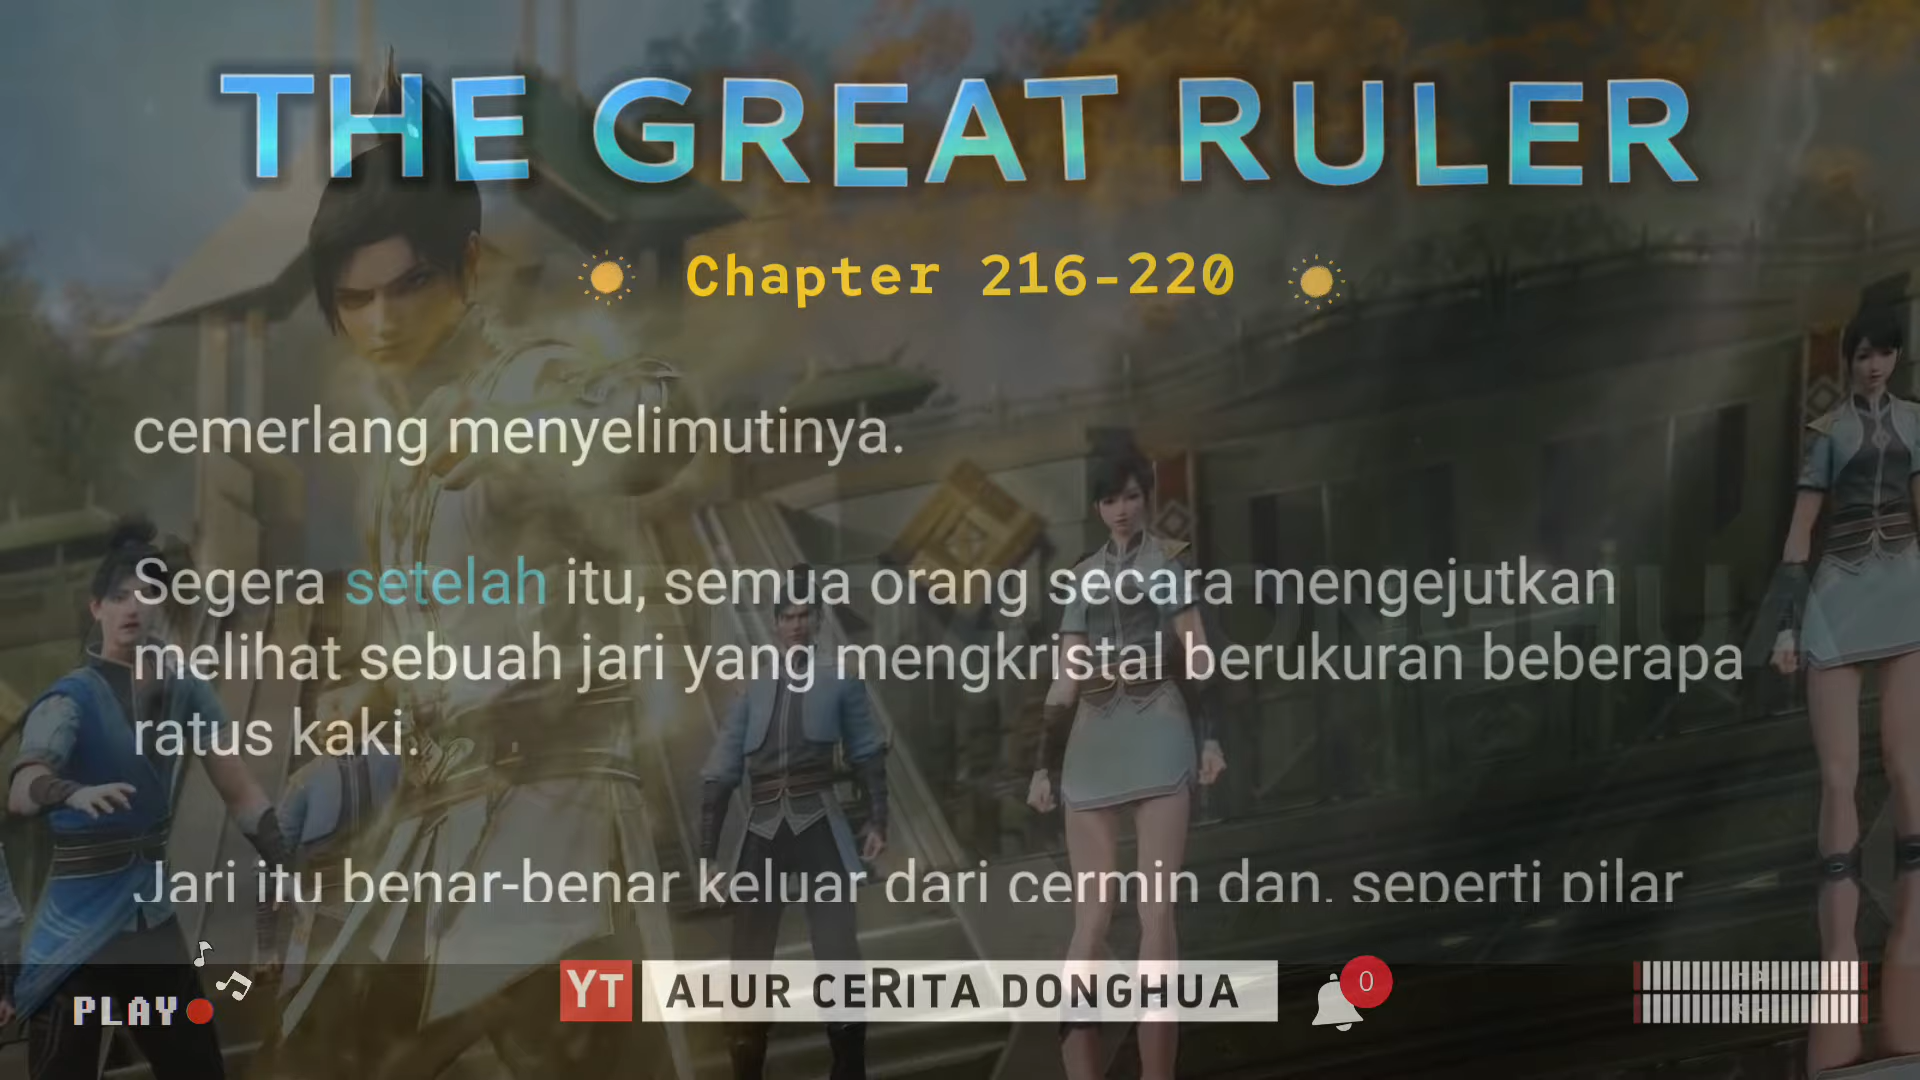 THE GREAT RULER
Chapter 216-220
cemerlang menyelimutinya.
Segera setelah itu, semua orang secara mengejutkan
melihat sebuah jari yang mengkristal berukuran beberapa
ratus kaki.
Jari itu benar-benar keluar dari cermin dan, seperti pilar
PLAY
YT ALUR CERITA DONGHUA
0